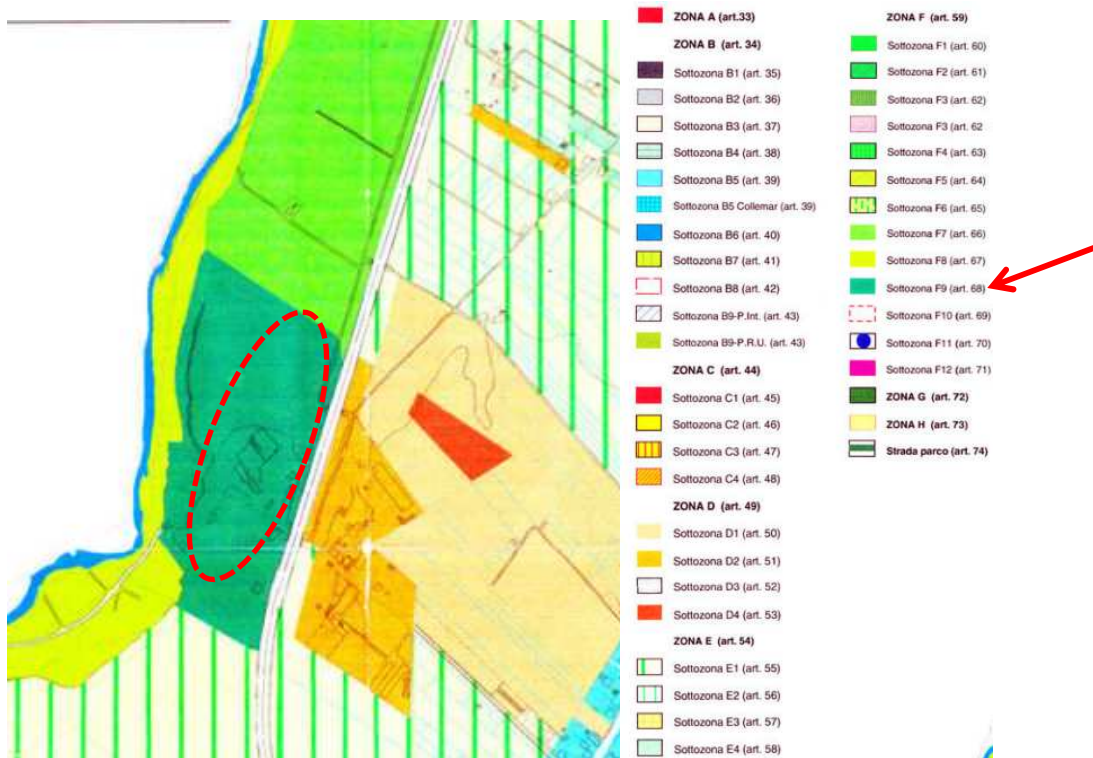 ZONA A (art.33)
ZONA B (art. 34)
Sottozona B1 (art. 35)
Sottozona B2 (art. 36)
Sottozona B3 (art. 37)
Sottozona B4 (art. 38)
Sottozona B5 (art. 39)
Sottozona B5 Collemar (art. 39)
Sottozona B6 (art. 40)
Sottozona B7 (art. 41)
Sottozona B8 (art. 42)
Sottozona B9-P.Int. (art. 43)
Sottozona B9-P.R.U. (art. 43)
ZONA C (art. 44)
Sottozona C1 (art. 45)
Sottozona C2 (art. 46)
Sottozona C3 (art. 47)
Sottozona C4 (art. 48)
ZONA D (art. 49)
Sottozona D1 (art. 50)
Sottozona D2 (art. 51)
Sottozona D3 (art. 52)
Sottozona D4 (art. 53)
ZONA E (art. 54)
Sottozona E1 (art. 55)
Sottozona E2 (art. 56)
Sottozona E3 (art. 57)
Sottozona E4 (art. 58)
ZONA F (art. 59)
Sottozona F1 (art. 60)
Sottozona F2 (art. 61)
Sottozona F3 (art. 62)
Sottozona F3 (art. 62
Sottozona F4 (art. 63)
Sottozona F5 (art. 64)
Sottozona F6 (art. 65)
Sottozona F7 (art. 66)
Sottozona F8 (art. 67)
Sottozona F9 (art. 68)
Sottozona F10 (art. 69)
Sottozona F11 (art. 70)
Sottozona F12 (art. 71)
ZONA G (art. 72)
ZONA H (art. 73)
Strada parco (art. 74)